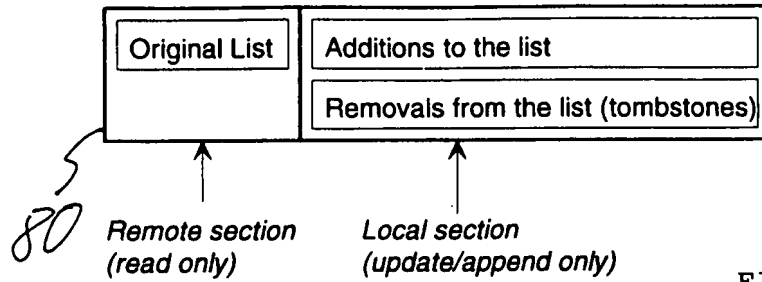 Original List
Additions to the list
Removals from the list (tombstones)
80
Remote section
(read only)
Local section
(update/append only)